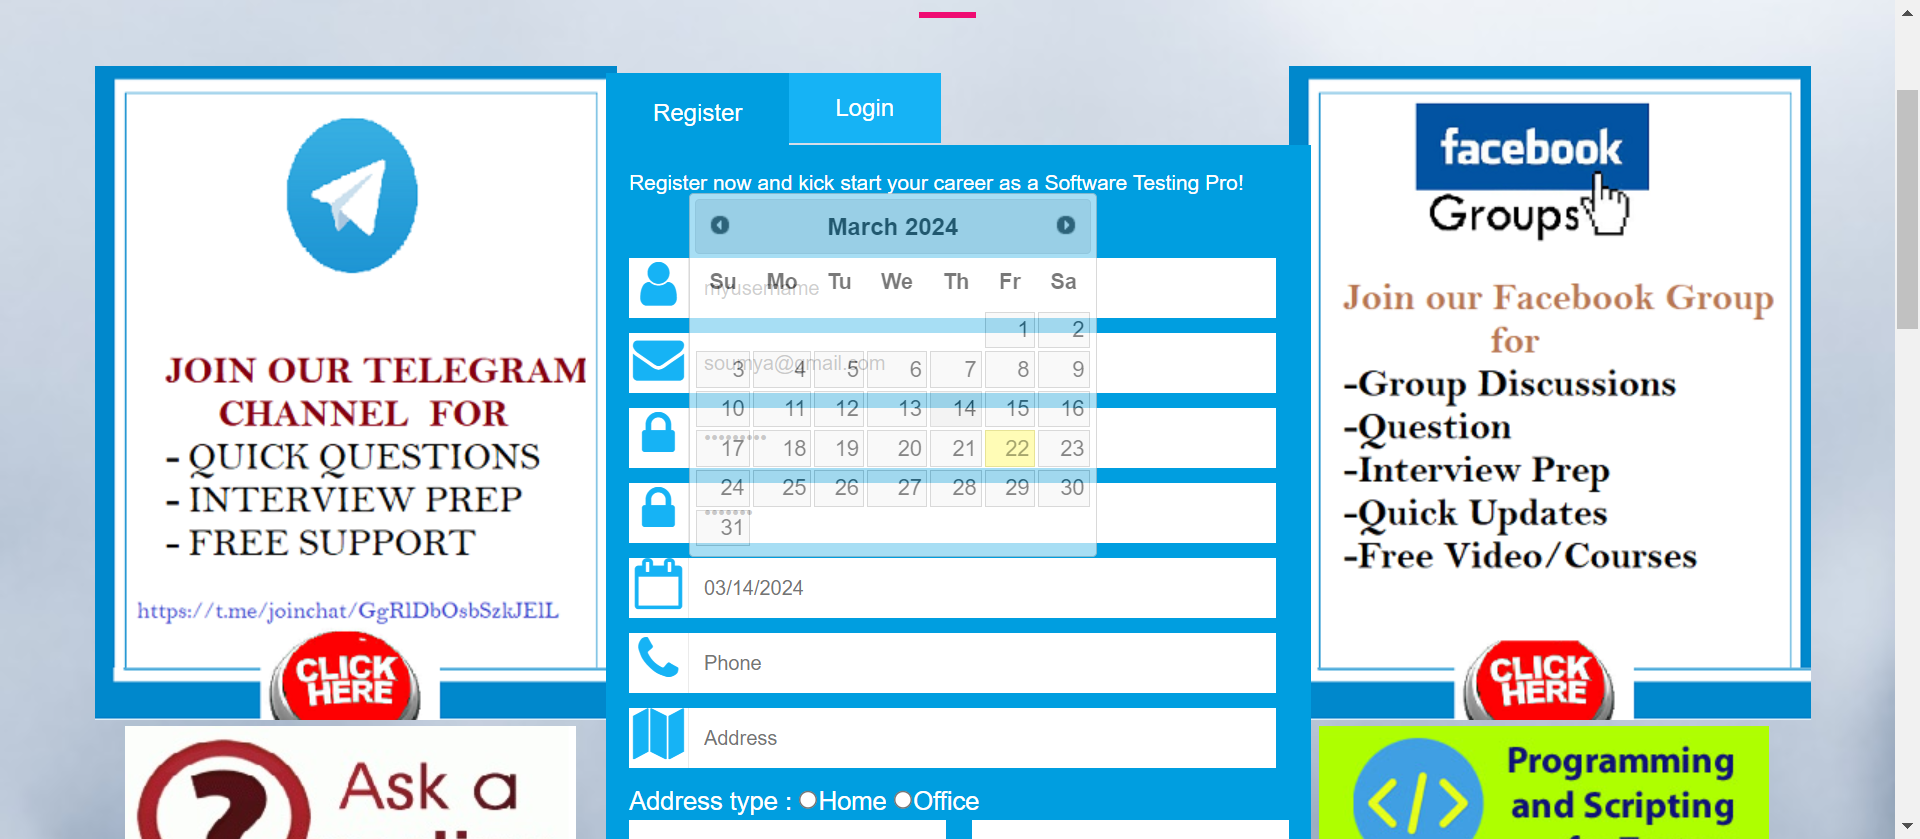 JOIN OUR TELEGRAM
CHANNEL FOR
- QUICK QUESTIONS
- INTERVIEW PREP
- FREE SUPPORT
https://t.me/joinchat/GgRlDbOsbSzkJElL
CLICK
HERE
Ask a
Register
Login
Register now and kick start your career as a Software Testing Pro!
March 2024
Su Mo Tu We Th Fr Sa
myusername
1 2
soumya@gmail.com
3 4 5 6 7 8 9
10 11 12 13 14 15 16
17 18 19 20 21 22 23
24 25 26 27 28 29 30
31
03/14/2024
Phone
Address
Address type : Home Office
facebook
Groups
Join our Facebook Group
for
-Group Discussions
-Question
-Interview Prep
-Quick Updates
-Free Video/Courses
CLICK
HERE
</> Programming
and Scripting